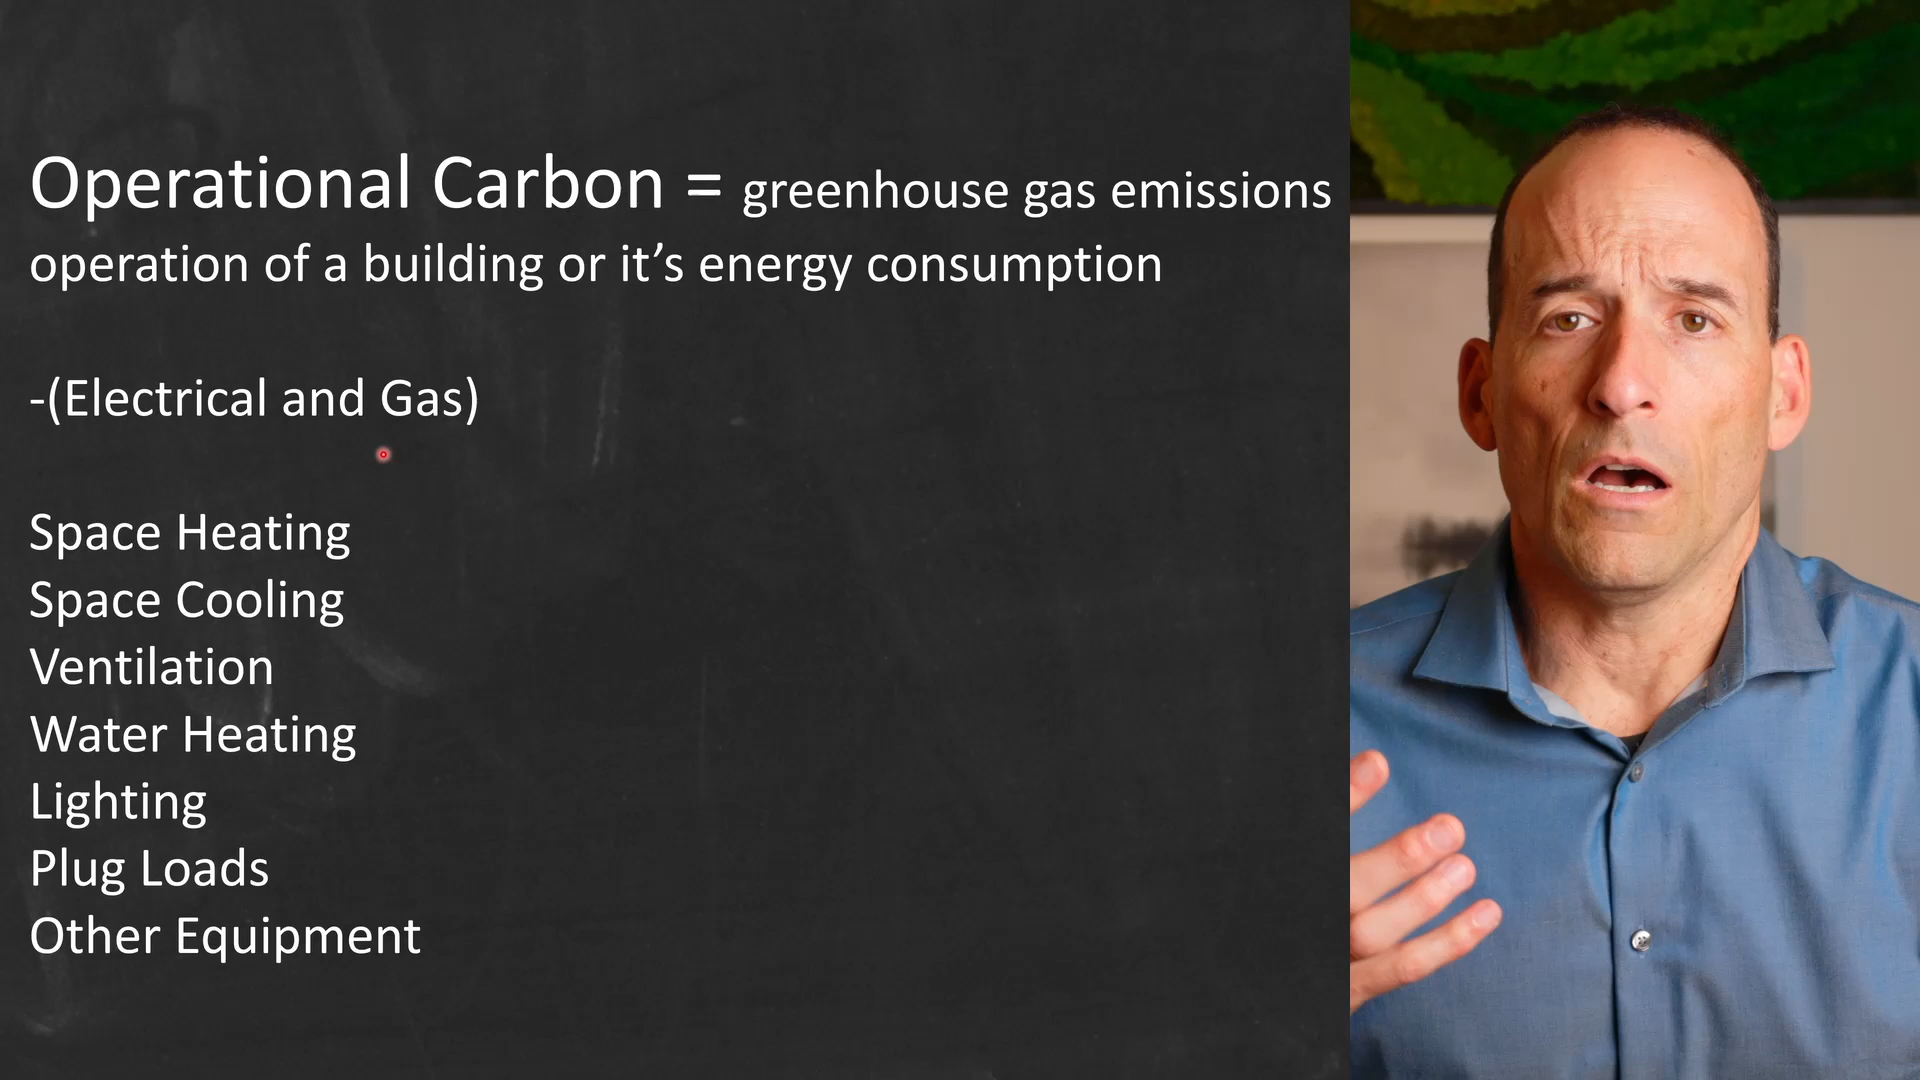 Operational Carbon = greenhouse gas emissions
operation of a building or it’s energy consumption
-(Electrical and Gas)
Space Heating
Space Cooling
Ventilation
Water Heating
Lighting
Plug Loads
Other Equipment